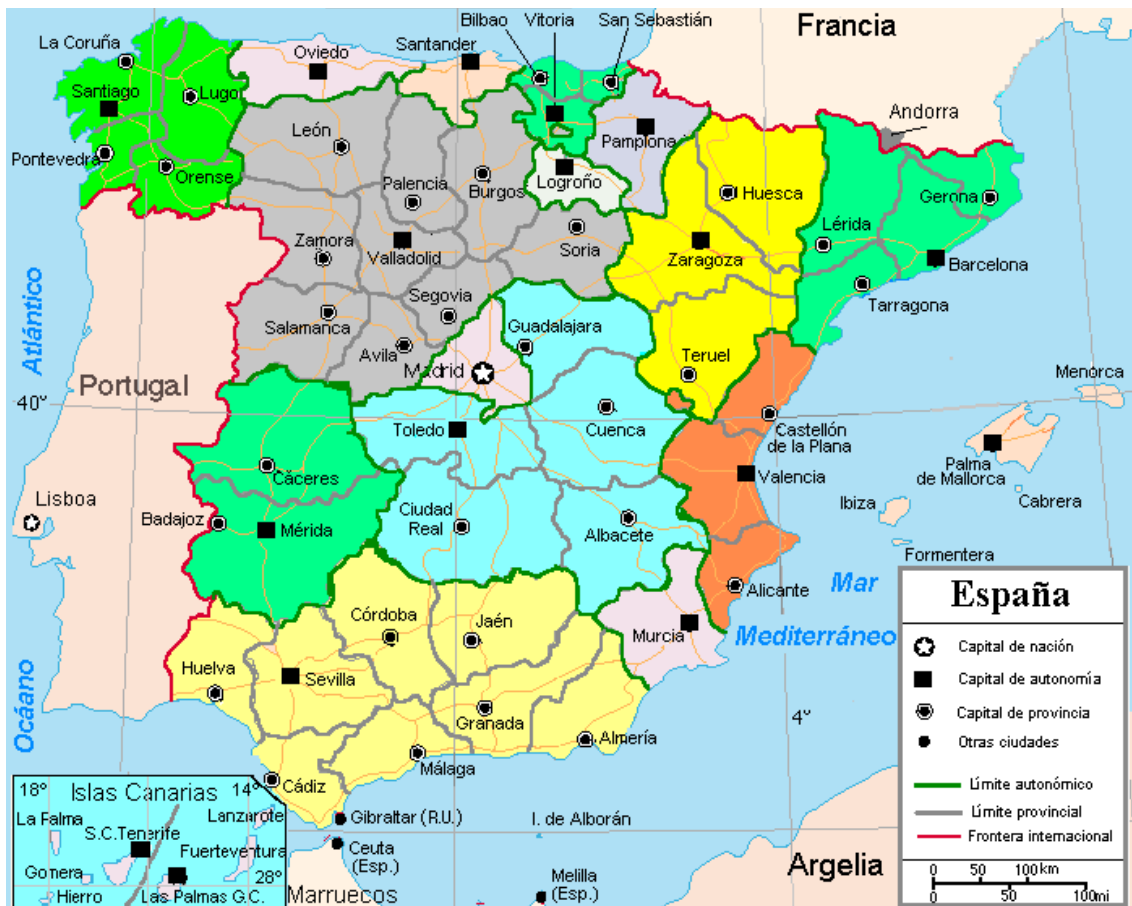 Bilbao
Vitoria
San Sebastián
Francia
La Coruña
Oviedo
Santander
Santiago
Lugo
Andorra
León
Pamplona
Pontevedra
Orense
Palencia
Burgos
Logroño
Huesca
Gerona
Lérida
Zamora
Valladolid
Soria
Zaragoza
Barcelona
Segovia
Tarragona
Salamanca
Guadalajara
Avila
Madrid
Teruel
Atlántico
Portugal
Menorca
40°
Toledo
Cuenca
Castellón
de la Plana
Palma
de Mallorca
Cáceres
Valencia
Cabrera
Ibiza
Lisboa
Badajoz
Mérida
Ciudad
Real
Albacete
Formentera
Alicante
Mar
Mediterráneo
Córdoba
Jaén
Murcia
Huelva
Sevilla
Granada
Ocáano
4°
Almería
Málaga
Cádiz
Gibraltar (R.U.)
I. de Alborán
Ceuta
(Esp.)
Melilla
(Esp.)
Marruecos
Argelia
18°
Islas Canarias
14°
La Palma
Lanzarote
S.C.Tenerife
Fuerteventura
Gomera
28°
Hierro
Las Palmas G.C.
España
Capital de nación
Capital de autonomía
Capital de provincia
Otras ciudades
Límite autonómico
Límite provincial
Frontera internacional
0 50 100km
0 50 100mi